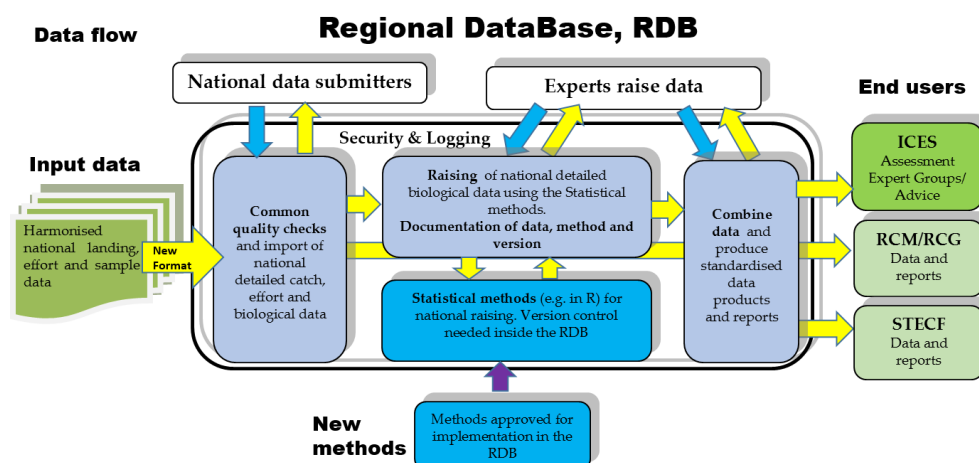 Data flow
Regional DataBase, RDB
National data submitters
Experts raise data
End users
Security & Logging
Input data
Harmonised
national landing,
effort and sample
data
New
Format
Common
quality checks
and import of
national
detailed catch,
effort and
biological data
Raising of national detailed
biological data using the Statistical
methods.
Documentation of data, method and
version
Statistical methods (e.g. in R) for
national raising. Version control
needed inside the RDB
Combine
data and
produce
standardised
data
products
and reports
ICES
Assessment
Expert Groups/
Advice
RCM/RCG
Data and
reports
STECF
Data and
reports
New
methods
Methods approved for
implementation in the
RDB